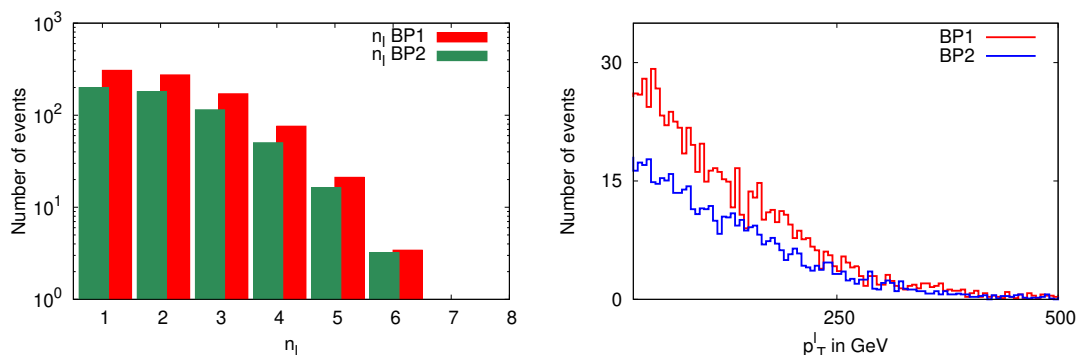 Number of events
10^3
10^2
10^1
10^0
n_l BP1
n_l BP2
1 2 3 4 5 6 7 8
n_l
Number of events
30
15
0
BP1
BP2
250 500
p_T^l in GeV